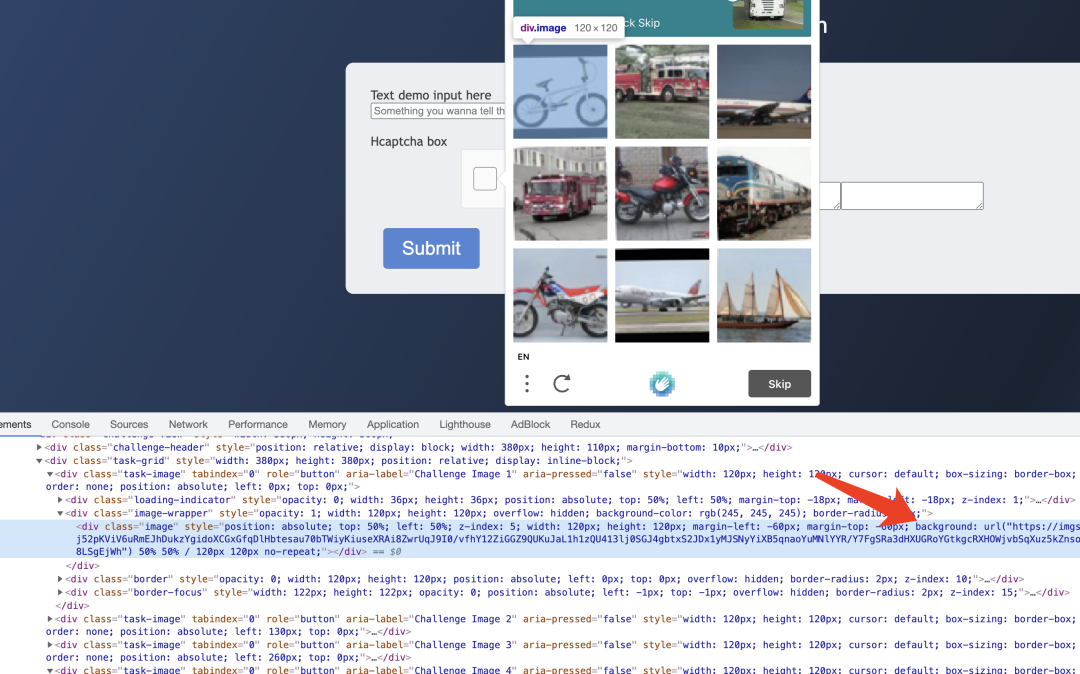 ck Skip
div.image 120 × 120
Text demo input here
Something you wanna tell th
Hcaptcha box
Submit
EN
Skip
ements Console Sources Network Performance Memory Application Lighthouse AdBlock Redux
<div class="challenge-header" style="position: relative; display: block; width: 380px; height: 110px; margin-bottom: 10px;">…</div>
<div class="task-grid" style="width: 380px; height: 380px; position: relative; display: inline-block;">
<div class="task-image" tabindex="0" role="button" aria-label="Challenge Image 1" aria-pressed="false" style="width: 120px; height: 120px; cursor: default; box-sizing: border-box;
order: none; position: absolute; left: 0px; top: 0px;">
<div class="loading-indicator" style="opacity: 0; width: 36px; height: 36px; position: absolute; top: 50%; left: 50%; margin-top: -18px; left: -18px; z-index: 1;">…</div>
<div class="image-wrapper" style="opacity: 1; width: 120px; height: 120px; overflow: hidden; background-color: rgb(245, 245, 245); border-radius: px;">
<div class="image" style="position: absolute; top: 50%; left: 50%; z-index: 5; width: 120px; height: 120px; margin-left: -60px; margin-top: -60px; background: url("https://imgs
j52pKViV6uRmEJhDukzYgidoXCGxGfqDlHbtesau70bTWiyKiuseXRAi8ZwrUqJ9I0/vfhY12ZiGGZ9QUKuJaL1h1zQU413lj0SGJ4gbtxS2JDx1yMJSNyYiXB5qnaoYuMNlYYR/Y7FgSRa3dHXUGRoYGtkgcRXHOWjvbSqXuz5kZnso
8LSgEjWh") 50% 50% / 120px 120px no-repeat;"></div> == $0
</div>
<div class="border" style="opacity: 0; width: 120px; height: 120px; position: absolute; left: 0px; top: 0px; overflow: hidden; border-radius: 2px; z-index: 10;">…</div>
<div class="border-focus" style="width: 122px; height: 122px; opacity: 0; position: absolute; left: -1px; top: -1px; overflow: hidden; border-radius: 2px; z-index: 15;">…</div>
</div>
<div class="task-image" tabindex="0" role="button" aria-label="Challenge Image 2" aria-pressed="false" style="width: 120px; height: 120px; cursor: default; box-sizing: border-box;
order: none; position: absolute; left: 130px; top: 0px;">…</div>
<div class="task-image" tabindex="0" role="button" aria-label="Challenge Image 3" aria-pressed="false" style="width: 120px; height: 120px; cursor: default; box-sizing: border-box;
order: none; position: absolute; left: 260px; top: 0px;">…</div>
<div class="task-image" tabindex="0" role="button" aria-label="Challenge Image 4" aria-pressed="false" style="width: 120px; height: 120px; cursor: default; box-sizing: border-box;